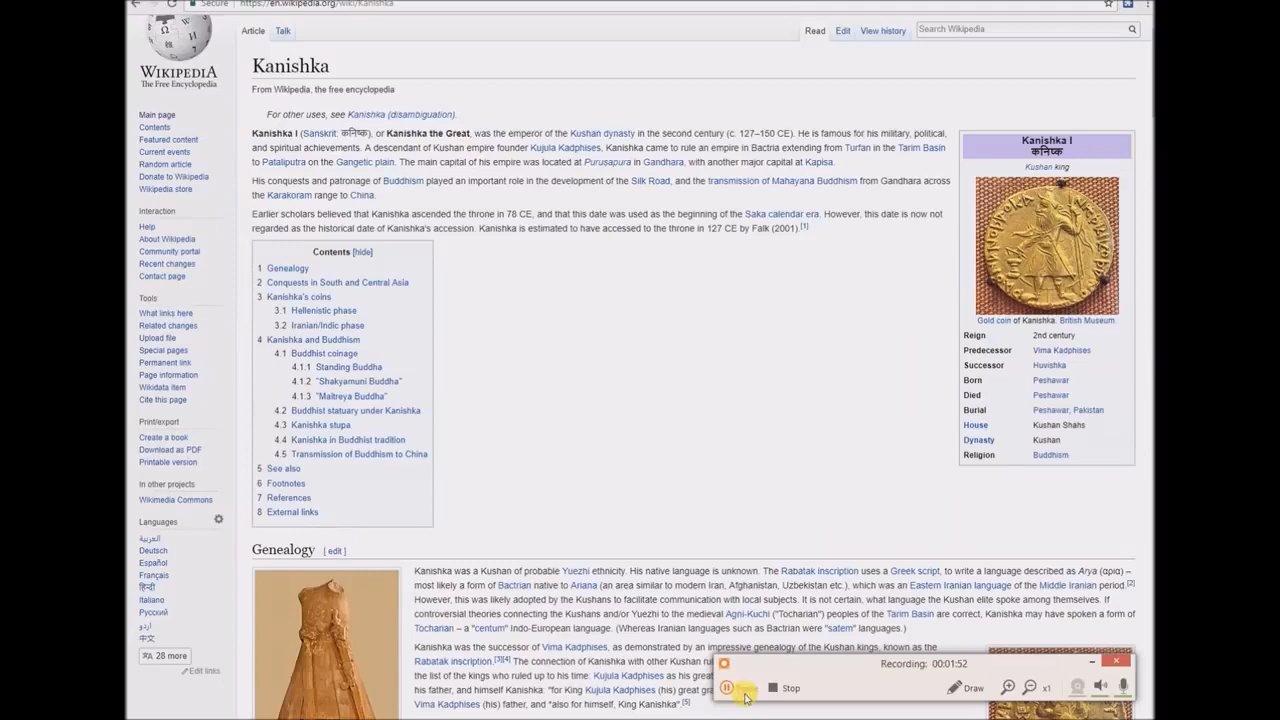 Secure
https://en.wikipedia.org/wiki/Kanishka
WIKIPEDIA
The Free Encyclopedia
Article Talk
Read Edit View history
Search Wikipedia
Main page
Contents
Featured content
Current events
Random article
Donate to Wikipedia
Wikipedia store
Interaction
Help
About Wikipedia
Community portal
Recent changes
Contact page
Tools
What links here
Related changes
Upload file
Special pages
Permanent link
Page information
Wikidata item
Cite this page
Print/export
Create a book
Download as PDF
Printable version
In other projects
Wikimedia Commons
Languages
العربية
Deutsch
Español
Français
हिन्दी
Italiano
Русский
اردو
中文
28 more
Edit links
Kanishka
From Wikipedia, the free encyclopedia
For other uses, see Kanishka (disambiguation).
Kanishka I (Sanskrit: कनिष्क), or Kanishka the Great, was the emperor of the Kushan dynasty in the second century (c. 127–150 CE). He is famous for his military, political,
and spiritual achievements. A descendant of Kushan empire founder Kujula Kadphises, Kanishka came to rule an empire in Bactria extending from Turfan in the Tarim Basin
to Pataliputra on the Gangetic plain. The main capital of his empire was located at Puruṣapura in Gandhara, with another major capital at Kapisa.
His conquests and patronage of Buddhism played an important role in the development of the Silk Road, and the transmission of Mahayana Buddhism from Gandhara across
the Karakoram range to China.
Earlier scholars believed that Kanishka ascended the throne in 78 CE, and that this date was used as the beginning of the Saka calendar era. However, this date is now not
regarded as the historical date of Kanishka's accession. Kanishka is estimated to have accessed to the throne in 127 CE by Falk (2001).[1]
Contents [hide]
1 Genealogy
2 Conquests in South and Central Asia
3 Kanishka's coins
3.1 Hellenistic phase
3.2 Iranian/Indic phase
4 Kanishka and Buddhism
4.1 Buddhist coinage
4.1.1 Standing Buddha
4.1.2 "Shakyamuni Buddha"
4.1.3 "Maitreya Buddha"
4.2 Buddhist statuary under Kanishka
4.3 Kanishka stupa
4.4 Kanishka in Buddhist tradition
4.5 Transmission of Buddhism to China
5 See also
6 Footnotes
7 References
8 External links
Kanishka I
कनिष्क
Kushan king
Gold coin of Kanishka. British Museum.
Reign 2nd century
Predecessor Vima Kadphises
Successor Huvishka
Born Peshawar
Died Peshawar
Burial Peshawar, Pakistan
House Kushan Shahs
Dynasty Kushan
Religion Buddhism
Genealogy [ edit ]
Kanishka was a Kushan of probable Yuezhi ethnicity. His native language is unknown. The Rabatak inscription uses a Greek script, to write a language described as Arya (αρια) –
most likely a form of Bactrian native to Ariana (an area similar to modern Iran, Afghanistan, Uzbekistan etc.), which was an Eastern Iranian language of the Middle Iranian period.[2]
However, this was likely adopted by the Kushans to facilitate communication with local subjects. It is not certain, what language the Kushan elite spoke among themselves. If
controversial theories connecting the Kushans and/or Yuezhi to the medieval Agni-Kuchi ("Tocharian") peoples of the Tarim Basin are correct, Kanishka may have spoken a form of
Tocharian – a "centum" Indo-European language. (Whereas Iranian languages such as Bactrian were "satem" languages.)
Kanishka was the successor of Vima Kadphises, as demonstrated by an impressive genealogy of the Kushan kings, known as the
Rabatak inscription.[3][4] The connection of Kanishka with other Kushan ru
the list of the kings who ruled up to his time: Kujula Kadphises as his great
his father, and himself Kanishka: "for King Kujula Kadphises (his) great gra
Vima Kadphises (his) father, and "also for himself, King Kanishka" [5]
Recording: 00:01:52
Stop
Draw
x1